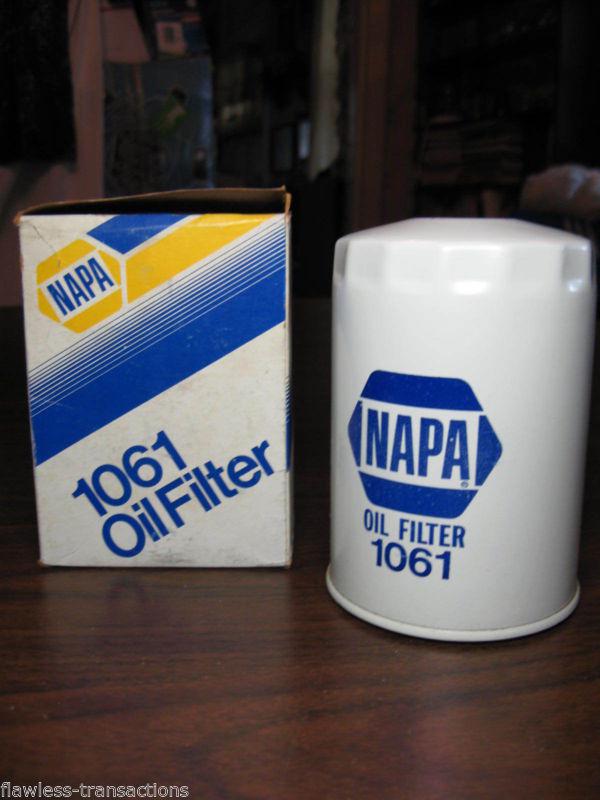 NAPA
1061
Oil Filter
NAPA®
OIL FILTER
1061
flawless-transactions